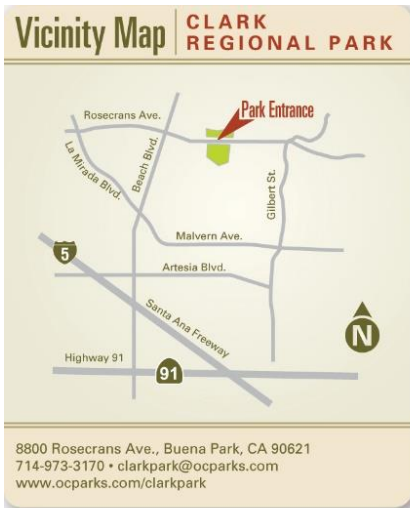 Vicinity Map
CLARK
REGIONAL PARK
Park Entrance
Rosecrans Ave.
La Mirada Blvd.
Beach Blvd.
Gilbert St.
Malvern Ave.
5
Artesia Blvd.
Santa Ana Freeway
N
Highway 91
91
8800 Rosecrans Ave., Buena Park, CA 90621
714-973-3170 • clarkpark@ocparks.com
www.ocparks.com/clarkpark